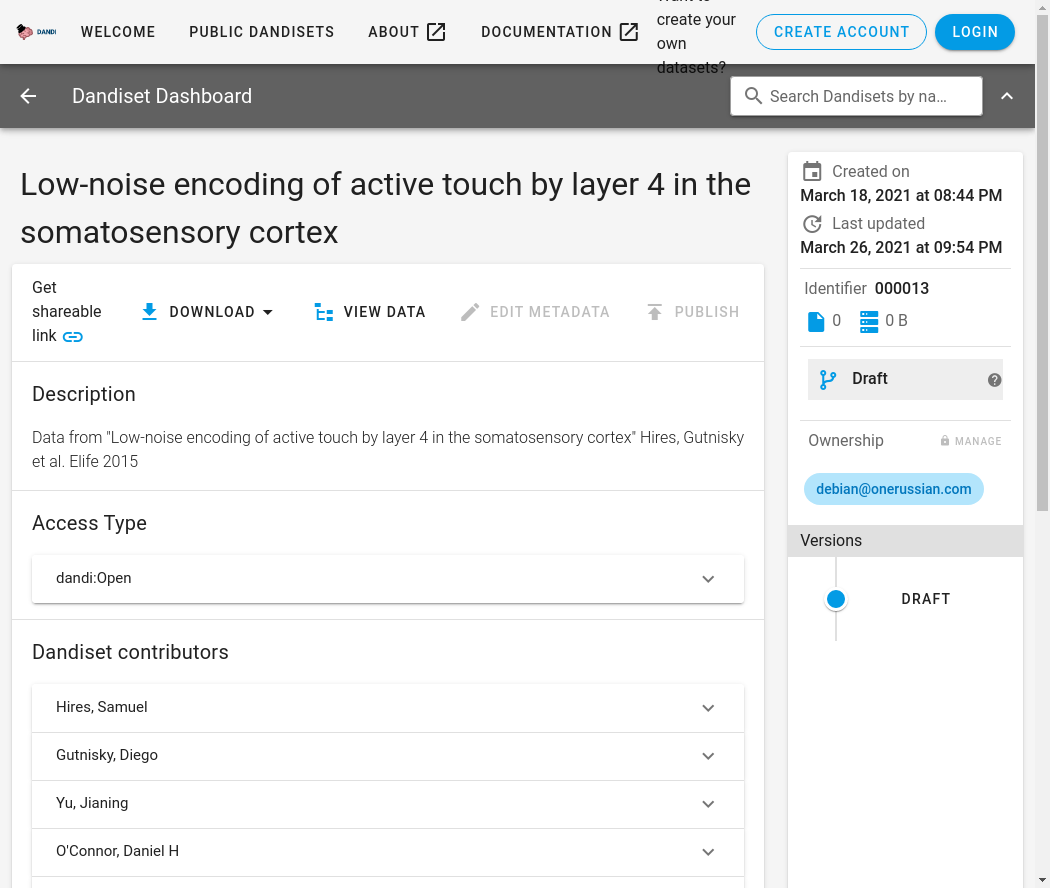 DANDI
WELCOME
PUBLIC DANDISETS
ABOUT
DOCUMENTATION
Want to
create your
own
datasets?
CREATE ACCOUNT
LOGIN
Dandiset Dashboard
Search Dandisets by na...
Low-noise encoding of active touch by layer 4 in the
somatosensory cortex
Get
shareable
link
DOWNLOAD
VIEW DATA
EDIT METADATA
PUBLISH
Description
Data from "Low-noise encoding of active touch by layer 4 in the somatosensory cortex" Hires, Gutnisky
et al. Elife 2015
Access Type
dandi:Open
Dandiset contributors
Hires, Samuel
Gutnisky, Diego
Yu, Jianing
O'Connor, Daniel H
Created on
March 18, 2021 at 08:44 PM
Last updated
March 26, 2021 at 09:54 PM
Identifier 000013
0 0 B
Draft
Ownership
MANAGE
debian@onerussian.com
Versions
DRAFT